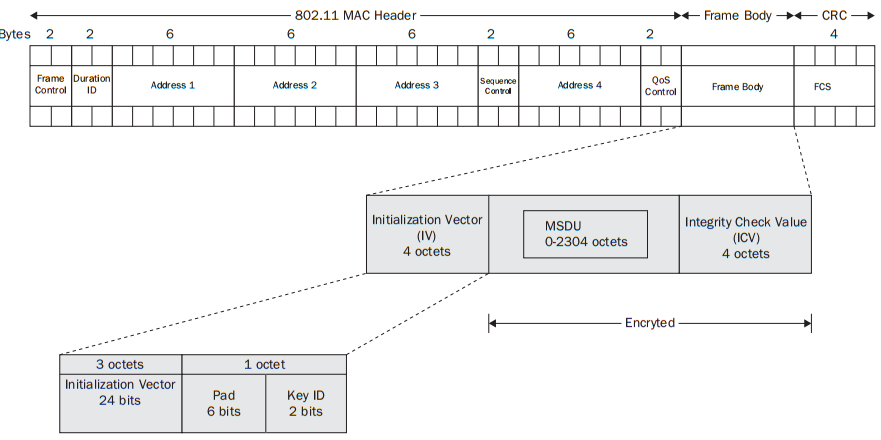 802.11 MAC Header Frame Body CRC
Bytes 2 2 6 6 6 2 6 2 4
Frame
Control
Duration
ID
Address 1
Address 2
Address 3
Sequence
Control
Address 4
QoS
Control
Frame Body
FCS
Initialization Vector
(IV)
4 octets
MSDU
0-2304 octets
Integrity Check Value
(ICV)
4 octets
Encryted
3 octets
1 octet
Initialization Vector
24 bits
Pad
6 bits
Key ID
2 bits